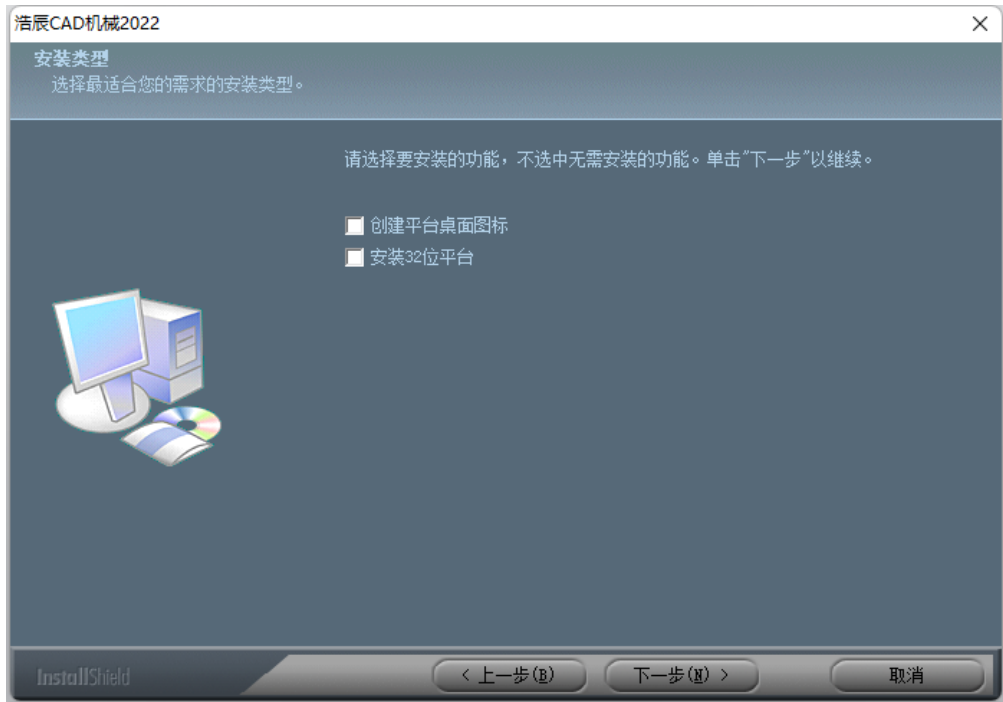 浩辰CAD机械2022
安装类型
选择最适合您的需求的安装类型。
请选择要安装的功能，不选中无需安装的功能。单击"下一步"以继续。
创建平台桌面图标
安装32位平台
InstallShield
< 上一步(B)
下一步(N) >
取消